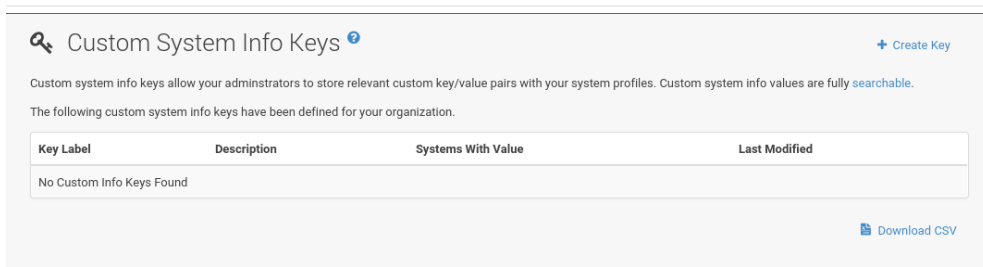 Custom System Info Keys ?
+ Create Key
Custom system info keys allow your adminstrators to store relevant custom key/value pairs with your system profiles. Custom system info values are fully searchable.
The following custom system info keys have been defined for your organization.
Key Label Description Systems With Value Last Modified
No Custom Info Keys Found
Download CSV